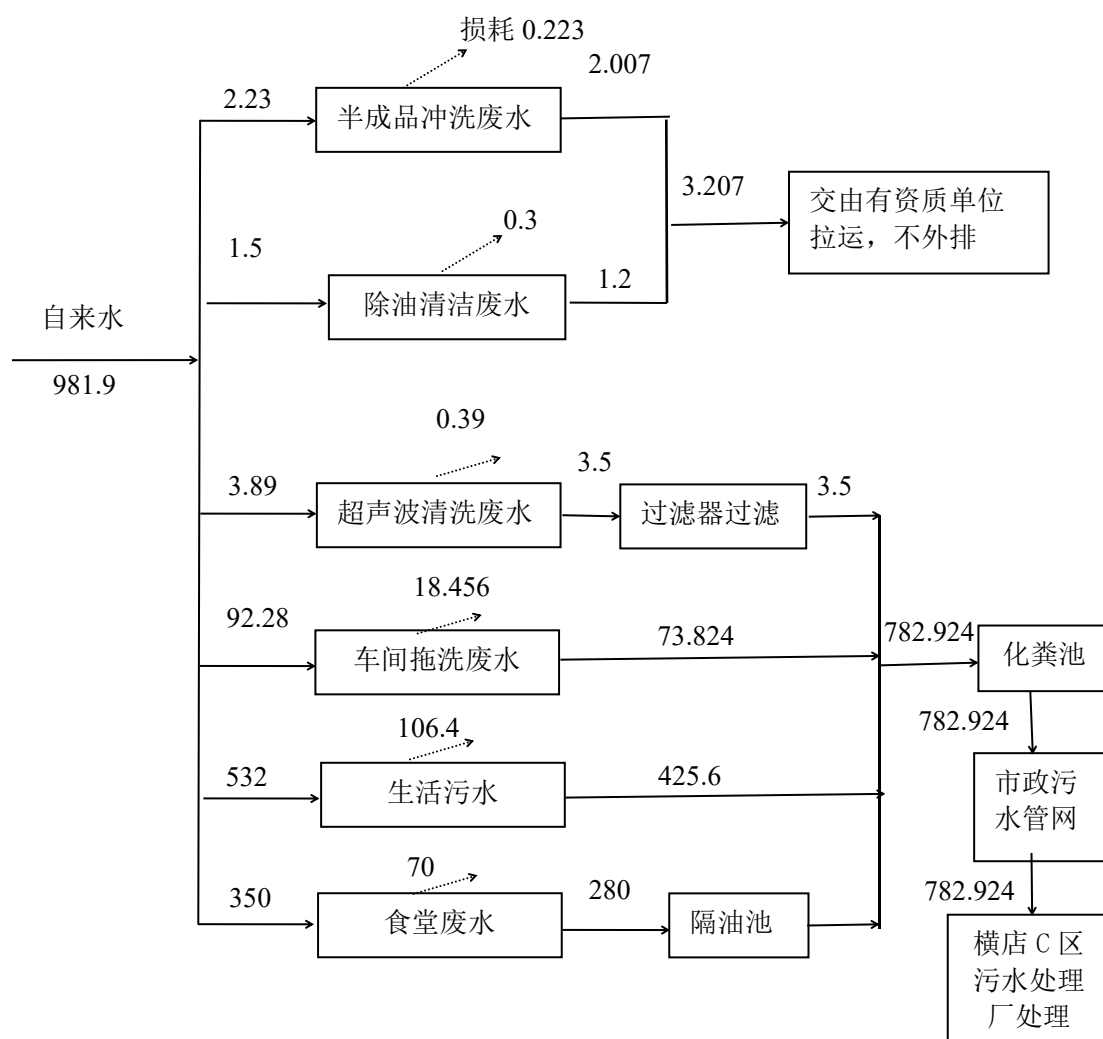 损耗 0.223
2.007
2.23
半成品冲洗废水
3.207
交由有资质单位
拉运，不外排
0.3
1.5
1.2
除油清洁废水
自来水
981.9
0.39
3.5
3.5
3.89
超声波清洗废水
过滤器过滤
18.456
92.28
73.824
782.924
车间拖洗废水
化粪池
782.924
106.4
532
生活污水
425.6
市政污
水管网
70
350
280
782.924
食堂废水
隔油池
横店 C 区
污水处理
厂处理